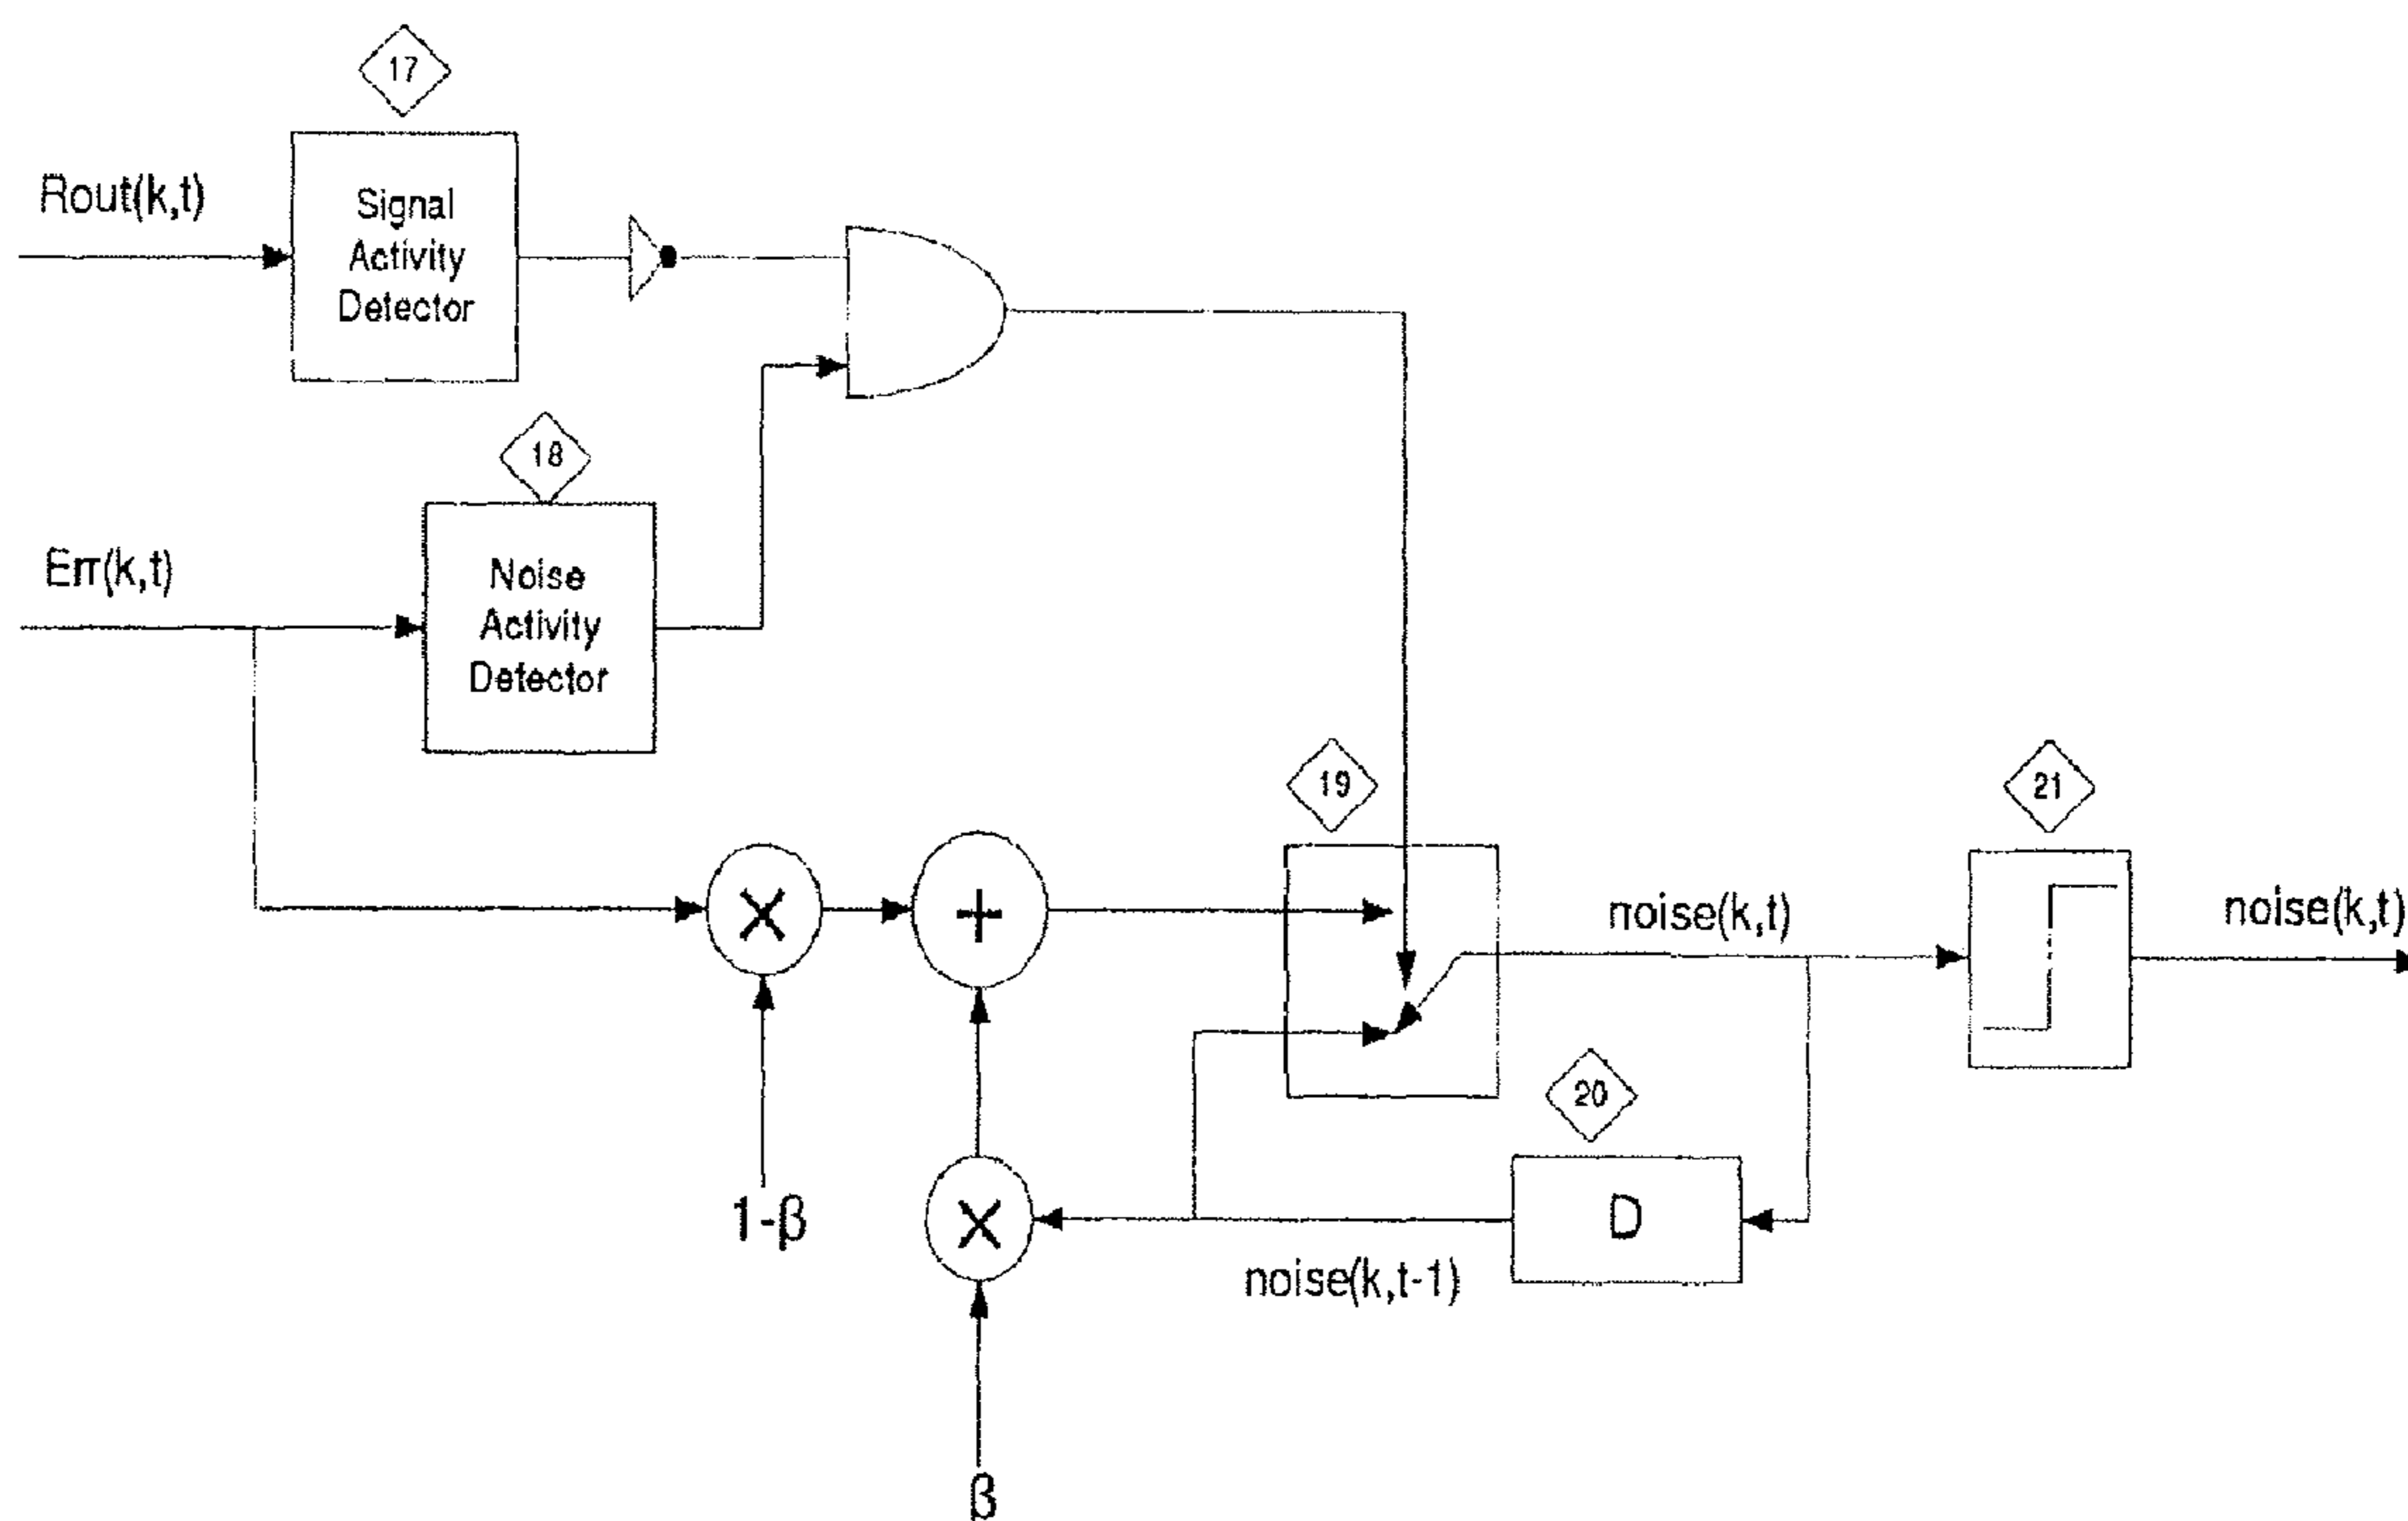 17
Rout(k,t)
Signal
Activity
Detector
18
Err(k,t)
Noise
Activity
Detector
19
21
×
+
noise(k,t)
noise(k,t)
20
1-β
×
D
noise(k,t-1)
β